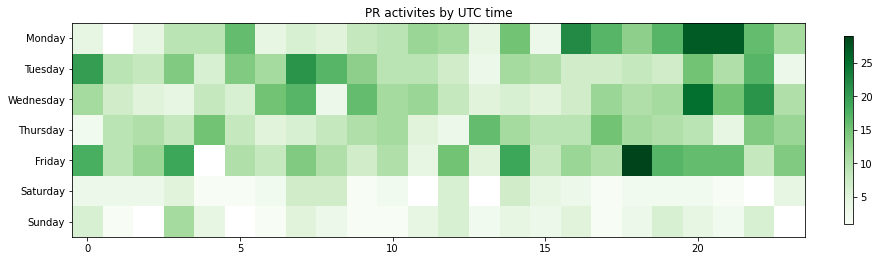 PR activites by UTC time
Monday
Tuesday
Wednesday
Thursday
Friday
Saturday
Sunday
0 5 10 15 20
25
20
15
10
5